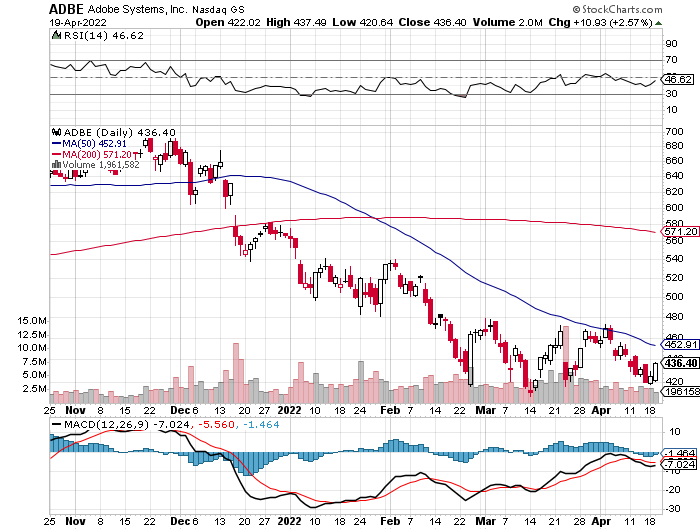 ADBE Adobe Systems, Inc. Nasdaq GS © StockCharts.com
19-Apr-2022 Open 422.02 High 437.49 Low 420.64 Close 436.40 Volume 2.0M Chg +10.93 (+2.57%)
RSI(14) 46.62
90
70
50
46.62
30
10
ADBE (Daily) 436.40
MA(50) 452.91
MA(200) 571.20
Volume 1,961,582
700
680
660
640
620
600
580
571.20
560
540
520
500
480
460
452.91
436.40
420
1961582
15.0M
12.5M
10.0M
7.5M
5.0M
2.5M
25 Nov 8 15 22 Dec 6 13 20 27 2022 10 18 24 Feb 7 14 22 Mar 7 14 21 28 Apr 11 18
MACD(12,26,9) -7.024, -5.560, -1.464
10
0
-1.464
-7.024
-10
-20
-30
25 Nov 8 15 22 Dec 6 13 20 27 2022 10 18 24 Feb 7 14 22 Mar 7 14 21 28 Apr 11 18